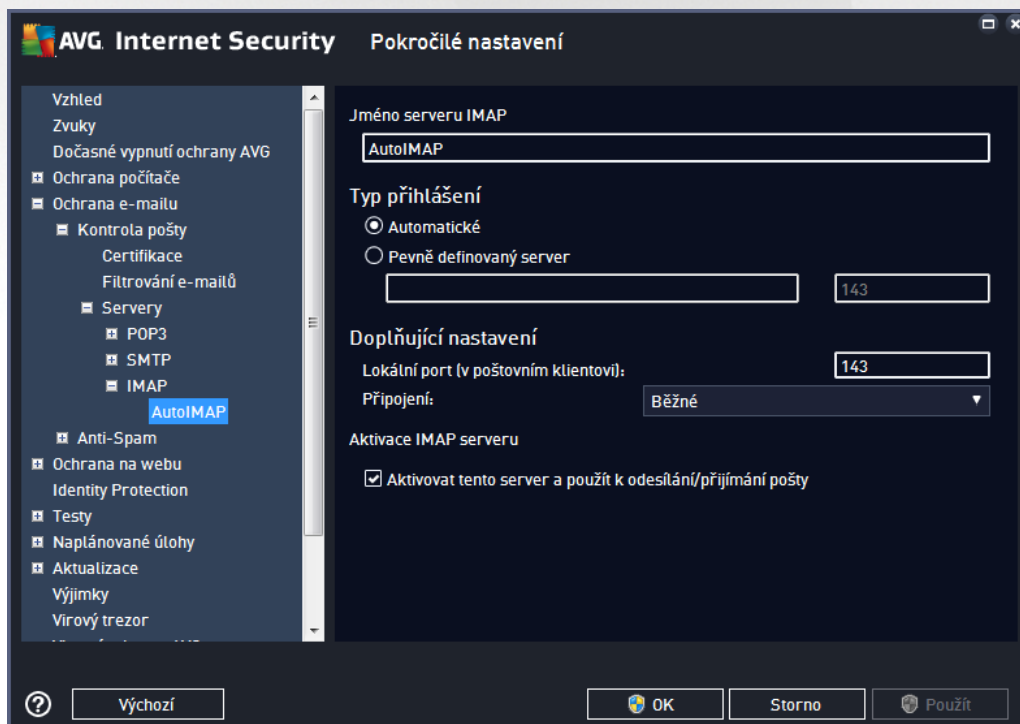 AVG. Internet Security Pokročilé nastavení
Vzhled
Zvuky
Dočasné vypnutí ochrany AVG
Ochrana počítače
Ochrana e-mailu
Kontrola pošty
Certifikace
Filtrování e-mailů
Servery
POP3
SMTP
IMAP
AutoIMAP
Anti-Spam
Ochrana na webu
Identity Protection
Testy
Naplánované úlohy
Aktualizace
Výjimky
Virový trezor
Jméno serveru IMAP
AutoIMAP
Typ přihlášení
Automatické
Pevně definovaný server
143
Doplňující nastavení
Lokální port (v poštovním klientovi): 143
Připojení: Běžné
Aktivace IMAP serveru
Aktivovat tento server a použít k odesílání/přijímání pošty
Výchozí OK Storno Použít